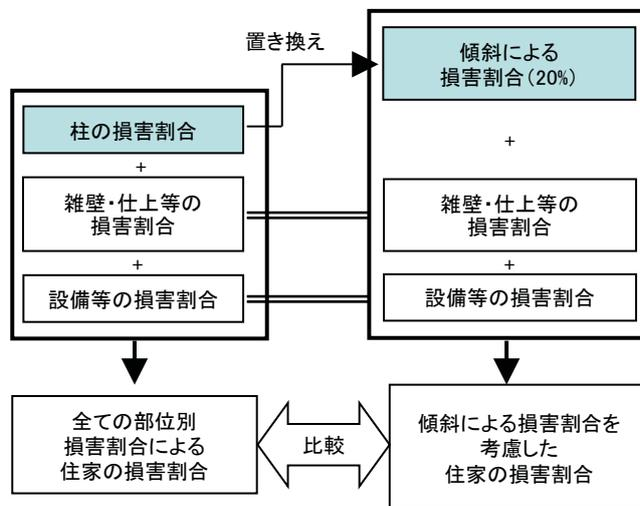 置き換え
柱の損害割合
+
雑壁・仕上等の
損害割合
+
設備等の損害割合
傾斜による
損害割合(20%)
+
雑壁・仕上等の
損害割合
+
設備等の損害割合
全ての部位別
損害割合による
住家の損害割合
比較
傾斜による損害割合を
考慮した
住家の損害割合